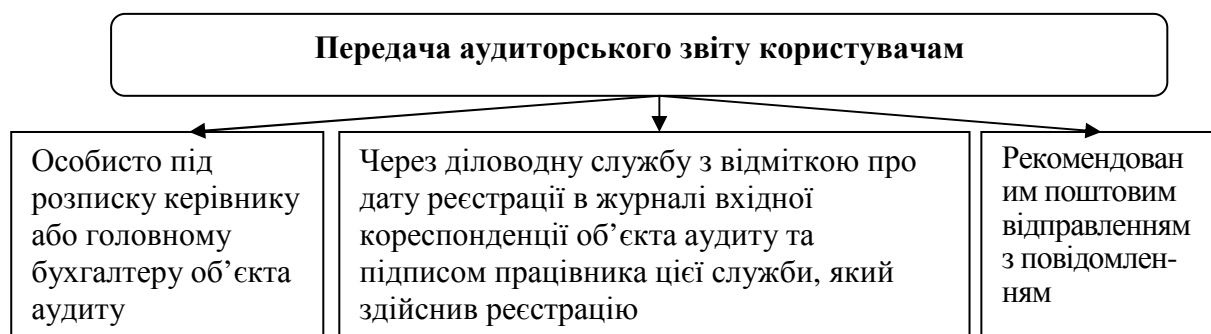 Передача аудиторського звіту користувачам
Особисто під
розписку керівнику
або головному
бухгалтеру об’єкта
аудиту
Через діловодну службу з відміткою про
дату реєстрації в журналі вхідної
кореспонденції об’єкта аудиту та
підписом працівника цієї служби, який
здійснив реєстрацію
Рекомендован
им поштовим
відправленням
з повідомлен-
ням